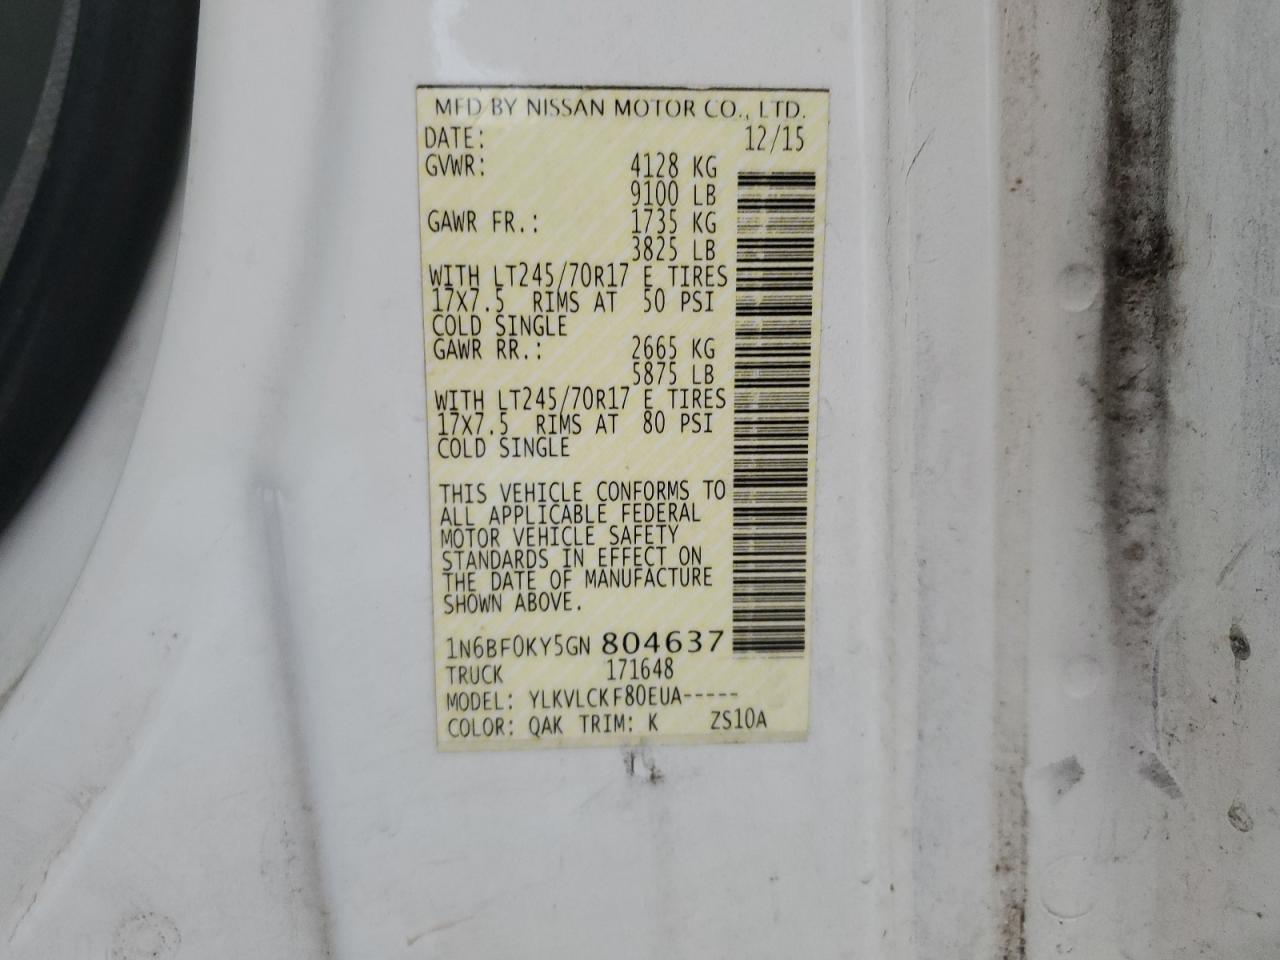 MFD BY NISSAN MOTOR CO., LTD.
DATE: 12/15
GVWR: 4128 KG
9100 LB
GAWR FR.: 1735 KG
3825 LB
WITH LT245/70R17 E TIRES
17X7.5 RIMS AT 50 PSI
COLD SINGLE
GAWR RR.: 2665 KG
5875 LB
WITH LT245/70R17 E TIRES
17X7.5 RIMS AT 80 PSI
COLD SINGLE
THIS VEHICLE CONFORMS TO
ALL APPLICABLE FEDERAL
MOTOR VEHICLE SAFETY
STANDARDS IN EFFECT ON
THE DATE OF MANUFACTURE
SHOWN ABOVE.
1N6BF0KY5GN 804637
TRUCK 171648
MODEL: YLKVLCKF80EUA-----
COLOR: QAK TRIM: K ZS10A